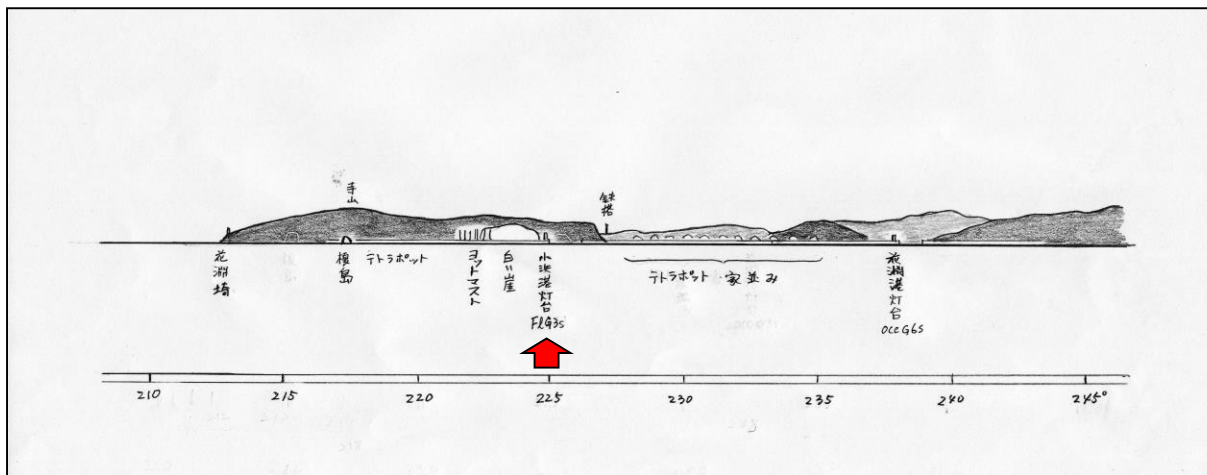 寺山
鉄塔
花淵埼
榎島
テトラポット
ヨットマスト
白い崖
小浜港灯台
FlG3s
テトラポット・家並み
花淵港灯台
OccG6s
210
215
220
225
230
235
240
245°